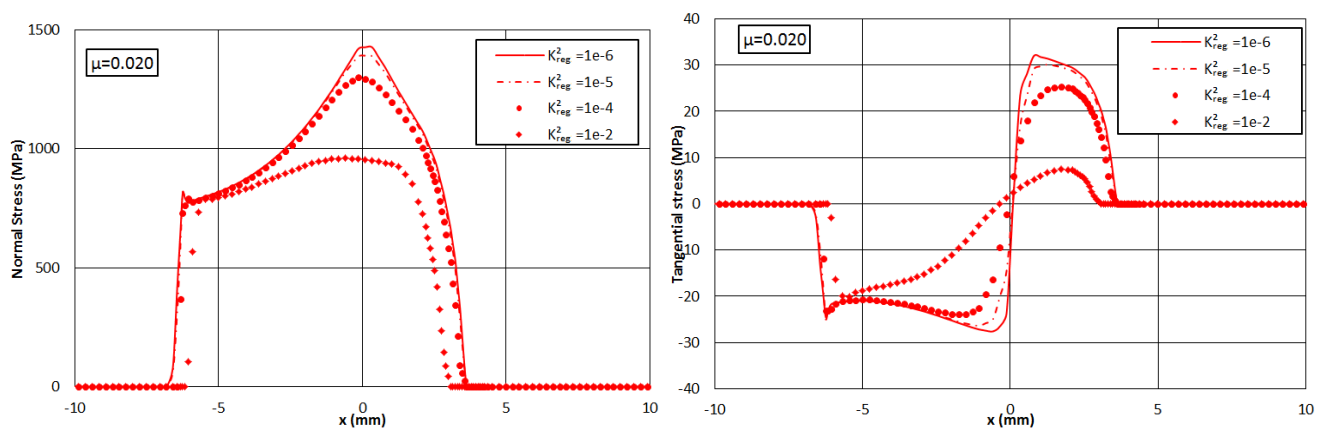 1500
1000
500
0
-10
-5
0
5
10
Normal Stress (MPa)
x (mm)
μ=0.020
K²reg =1e-6
K²reg =1e-5
K²reg =1e-4
K²reg =1e-2
40
30
20
10
0
-10
-20
-30
-40
-10
-5
0
5
10
Tangential stress (MPa)
x (mm)
μ=0.020
K²reg =1e-6
K²reg =1e-5
K²reg =1e-4
K²reg =1e-2